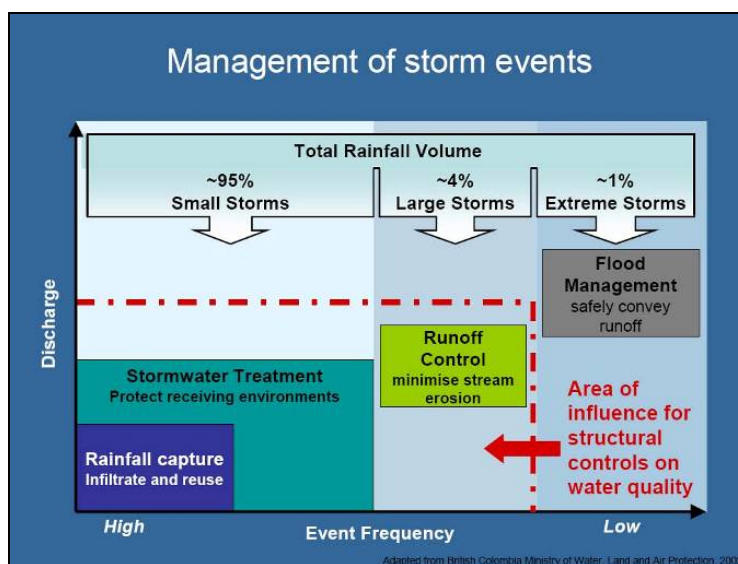 Management of storm events
Total Rainfall Volume
~95%
Small Storms
~4%
Large Storms
~1%
Extreme Storms
Discharge
Flood
Management
safely convey
runoff
Runoff
Control
minimise stream
erosion
Stormwater Treatment
Protect receiving environments
Rainfall capture
Infiltrate and reuse
Area of
influence for
structural
controls on
water quality
High
Event Frequency
Low
Adapted from British Colombia Ministry of Water, Land and Air Protection,